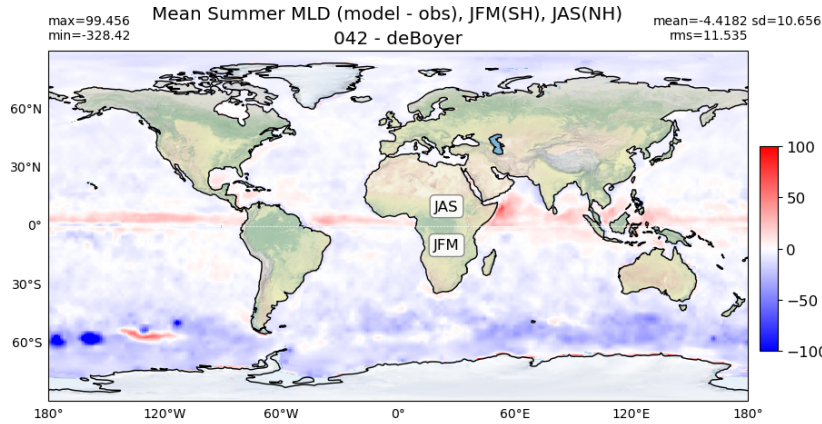 Mean Summer MLD (model - obs), JFM(SH), JAS(NH)
042 - deBoyer
max=99.456
min=-328.42
mean=-4.4182 sd=10.656
rms=11.535
60°N
30°N
0°
30°S
60°S
JAS
JFM
100
50
0
−50
−100
180°
120°W
60°W
0°
60°E
120°E
180°